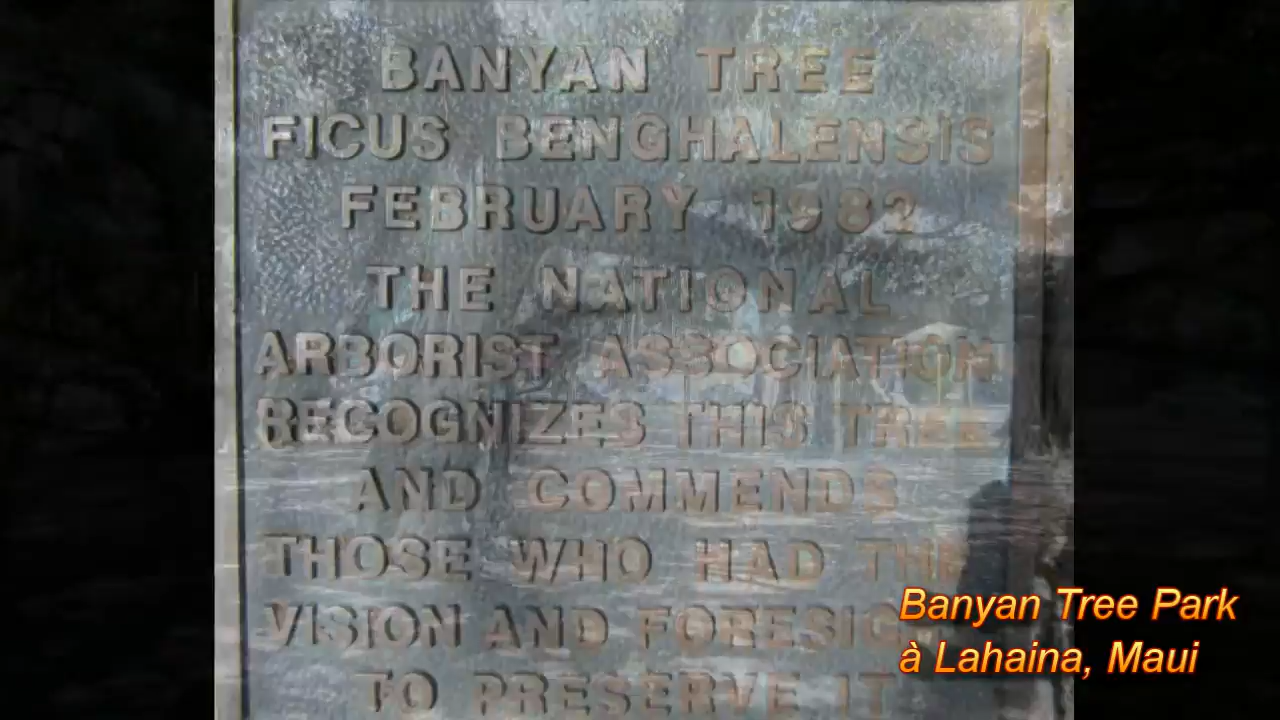 BANYAN TREE
FICUS BENGHALENSIS
FEBRUARY 1982
THE NATIONAL
ARBORIST ASSOCIATION
RECOGNIZES THIS TREE
AND COMMENDS
THOSE WHO HAD THE
VISION AND FORESIG
TO PRESERVE IT
Banyan Tree Park
à Lahaina, Maui